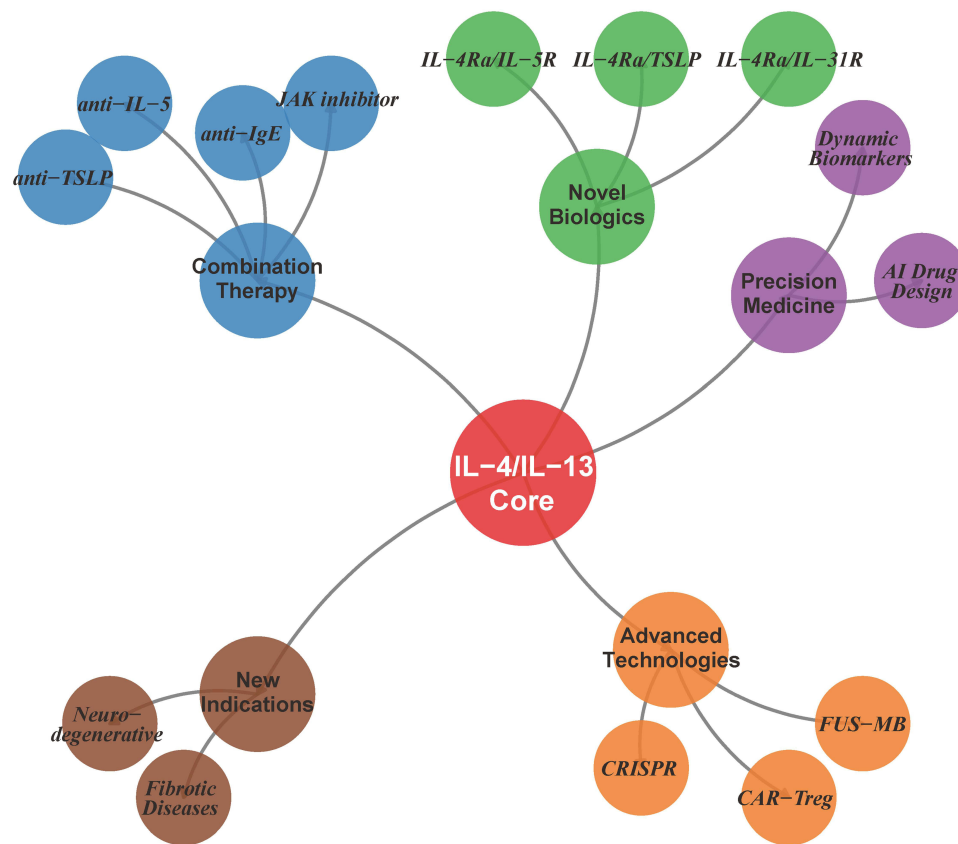 IL−4Ra/IL−5R
IL−4Ra/TSLP
IL−4Ra/IL−31R
anti−IL−5
JAK inhibitor
anti−IgE
anti−TSLP
Dynamic
Biomarkers
Novel
Biologics
Combination
Therapy
Precision
Medicine
AI Drug
Design
IL−4/IL−13
Core
Advanced
Technologies
New
Indications
Neuro−
degenerative
Fibrotic
Diseases
FUS−MB
CRISPR
CAR−Treg